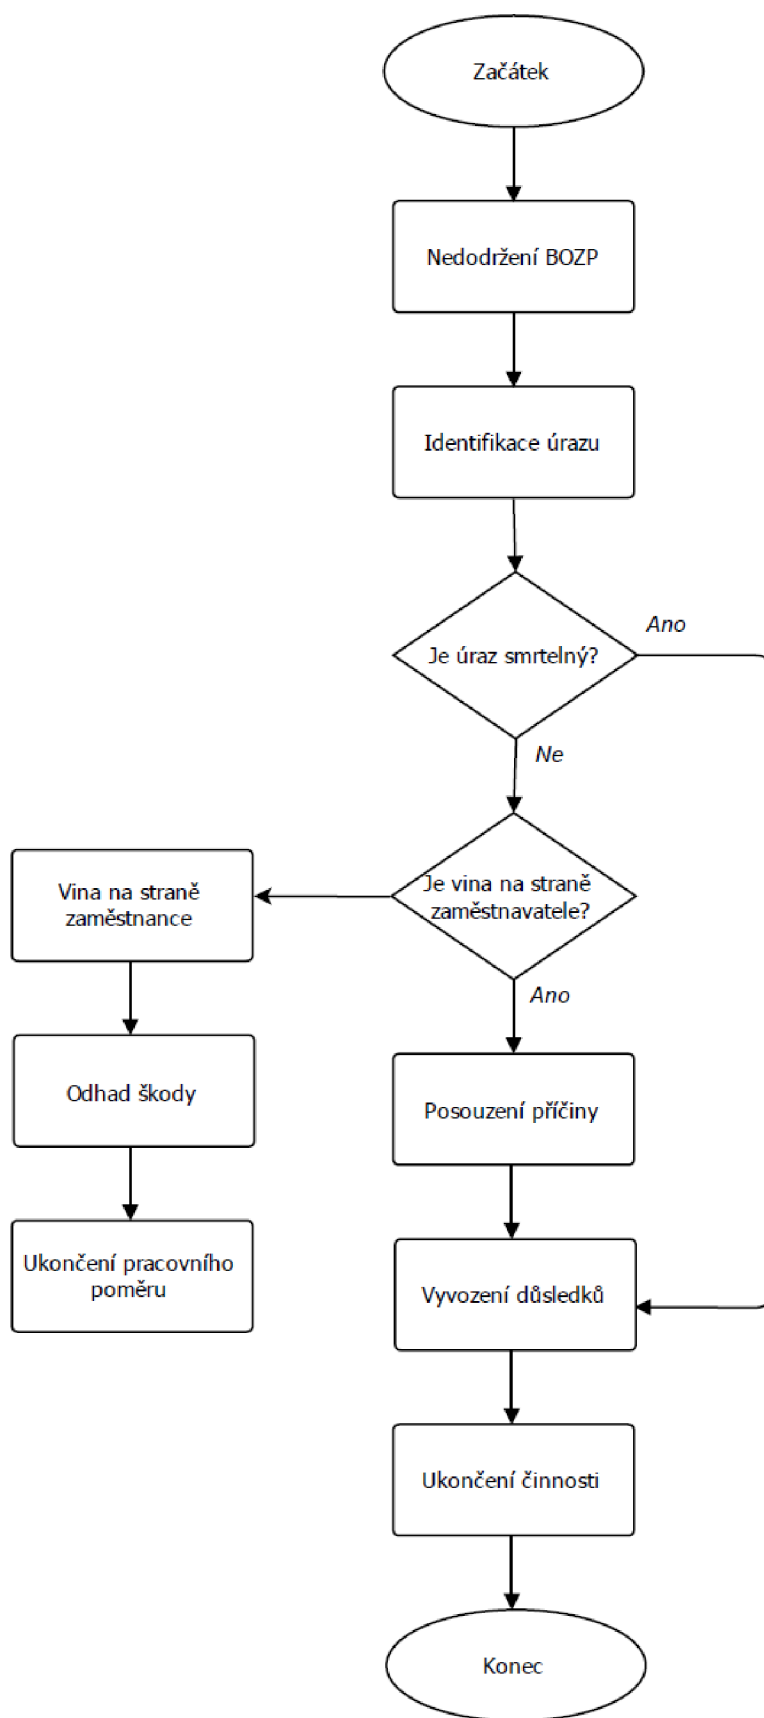 Začátek
Nedodržení BOZP
Identifikace úrazu
Je úraz smrtelný?
Ano
Ne
Je vina na straně
zaměstnavatele?
Vina na straně
zaměstnance
Ano
Odhad škody
Posouzení příčiny
Ukončení pracovního
poměru
Vyvození důsledků
Ukončení činnosti
Konec